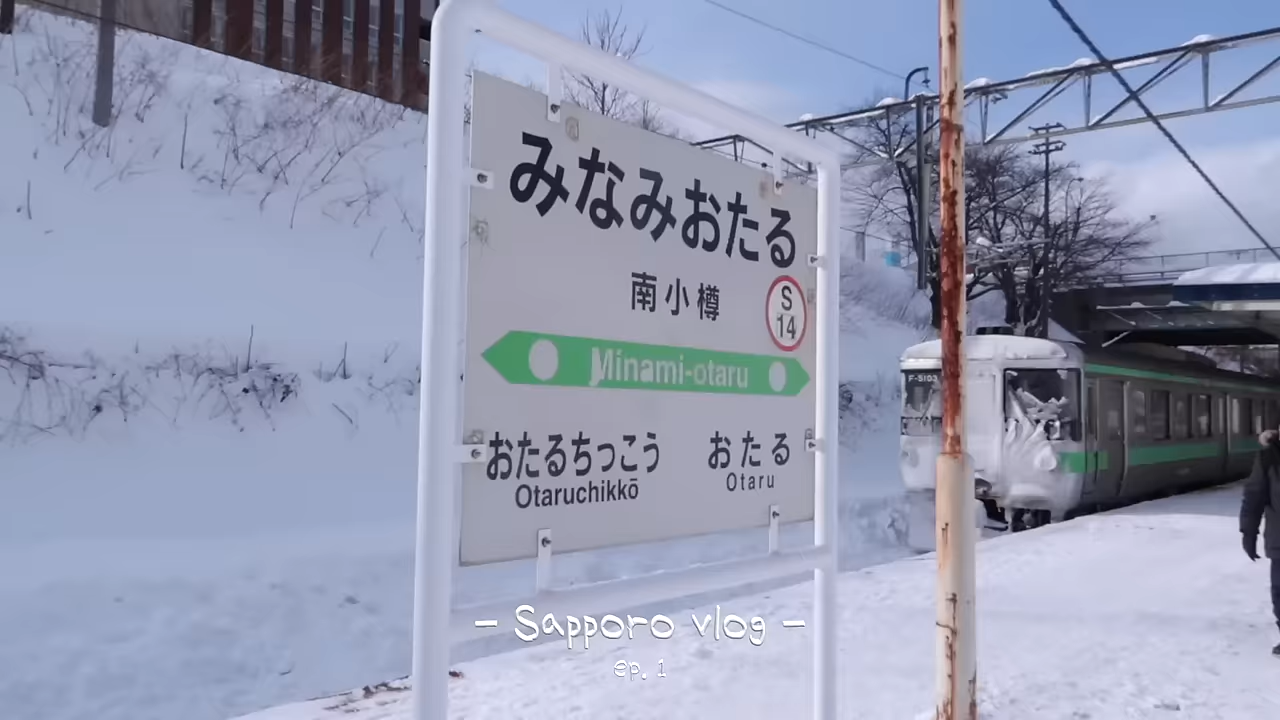 みなみおたる
南小樽
S
14
Minami-otaru
おたるちっこう
Otaruchikkō
おたる
Otaru
F-5103
- Sapporo vlog -
ep. 1